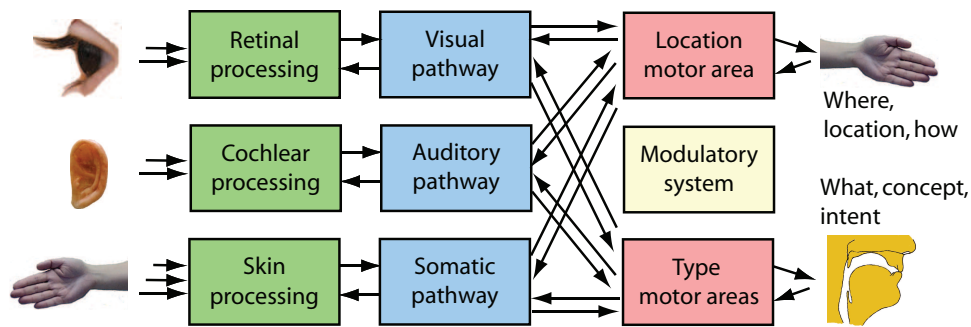 Retinal
processing
Visual
pathway
Location
motor area
Where,
location, how
Cochlear
processing
Auditory
pathway
Modulatory
system
What, concept,
intent
Skin
processing
Somatic
pathway
Type
motor areas